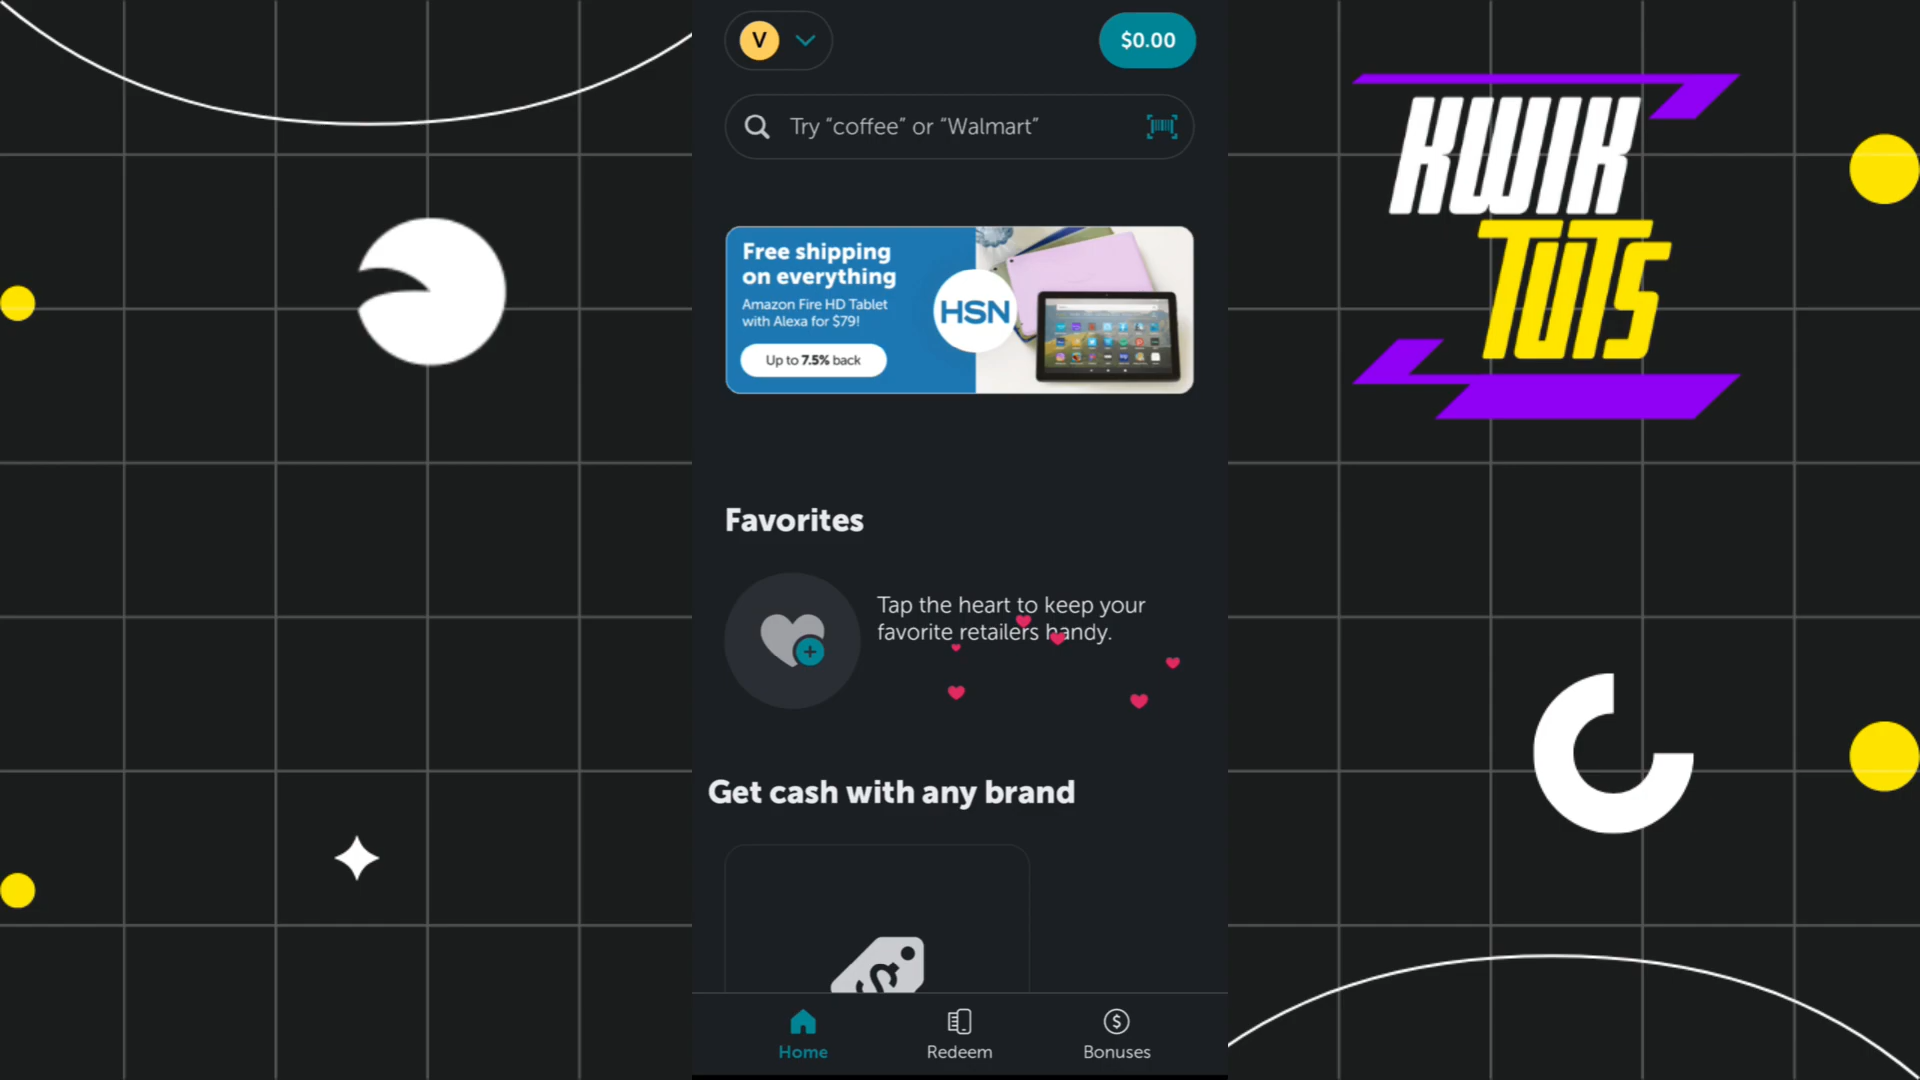 V
$0.00
Try “coffee” or “Walmart”
Free shipping
on everything
Amazon Fire HD Tablet
with Alexa for $79!
Up to 7.5% back
HSN
Favorites
Tap the heart to keep your
favorite retailers handy.
Get cash with any brand
Home
Redeem
Bonuses
KWIK
TUTS